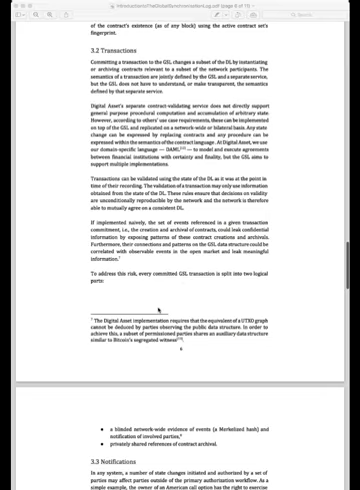 IntroductionToTheDigitalSynchronisationLog.pdf (page 6 of 11)
Search
of the contract's existence (as of any block) using the active contract set's
fingerprint.
3.2 Transactions
Committing a transaction to the GSL changes a subset of the DL by instantiating
or archiving contracts relevant to a subset of the network participants. The
semantics of a transaction are jointly defined by the GSL and a separate service,
but the GSL does not have to understand, or make transparent, the semantics
defined by that separate service.
Digital Asset's separate contract-validating service does not directly support
general purpose procedural computation and accumulation of arbitrary state
However, according to others' use case requirements, these can be implemented
on top of the GSL and replicated on a network-wide or bilateral basis. Any state
change can be expressed by replacing contracts and any procedure can be
expressed within the semantics of the contract language. At Digital Asset, we use
our domain-specific language — DAML — to model and execute agreements
between financial institutions with certainty and finality, but the GSL aims to
support multiple implementations.
Transactions can be validated using the state of the DL as it was at the point in
time of their recording. The validation of a transaction may only use information
obtained from the state of the DL. These rules ensure that decisions on validity
are unconditionally reproducible by the network and the network is therefore
able to mutually agree on a consistent DL.
If implemented naively, the set of events referenced in a given transaction
commitment, i.e., the creation and archival of contracts, could leak confidential
information by exposing patterns of these contract creations and archivals.
Furthermore, their connections and patterns on the GSL data structure could be
correlated with observable events in the open market and leak meaningful
information.⁷
To address this risk, every committed GSL transaction is split into two logical
parts:
⁷ The Digital Asset implementation requires that the equivalent of a UTXO graph
cannot be deduced by parties observing the public data structure. In order to
achieve this, a subset of permissioned parties shares an auxiliary data structure
similar to Bitcoin's segregated witness
6
● a blinded network-wide evidence of events (a Merkelized hash) and
notification of involved parties,⁸
● privately shared references of contract archival.
3.3 Notifications
In any system, a number of state changes initiated and authorized by a set of
parties may affect parties outside of the primary authorization workflow. As a
simple example, the owner of an American call option has the right to exercise